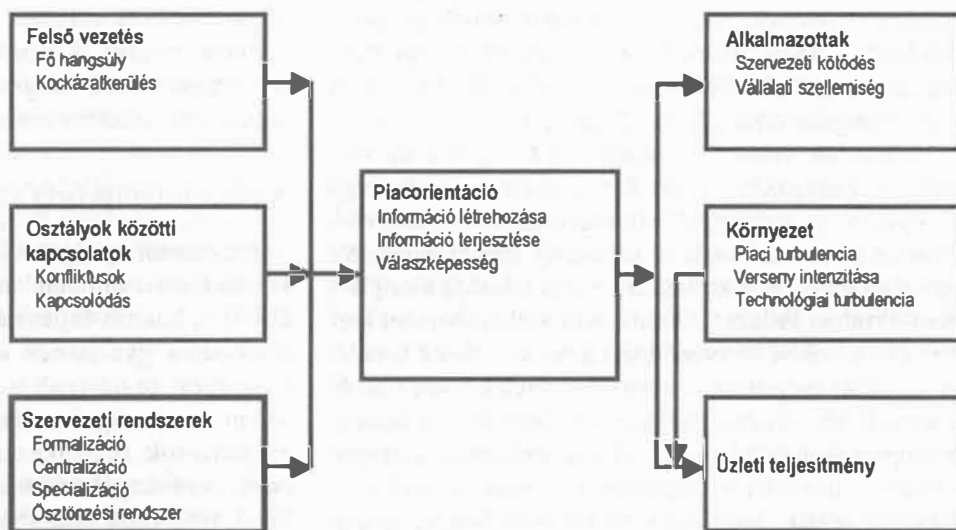 Felső vezetés
Fő hangsúly
Kockázatkerülés
Osztályok közötti
kapcsolatok
Konfliktusok
Kapcsolódás
Szervezeti rendszerek
Formalizáció
Centralizáció
Specializáció
Ösztönzési rendszer
Piacorientáció
Információ létrehozása
Információ terjesztése
Válaszképesség
Alkalmazottak
Szervezeti kötődés
Vállalati szellemiség
Környezet
Piaci turbulencia
Verseny intenzilása
Technológiai turbulencia
Üzleti teljesítmény